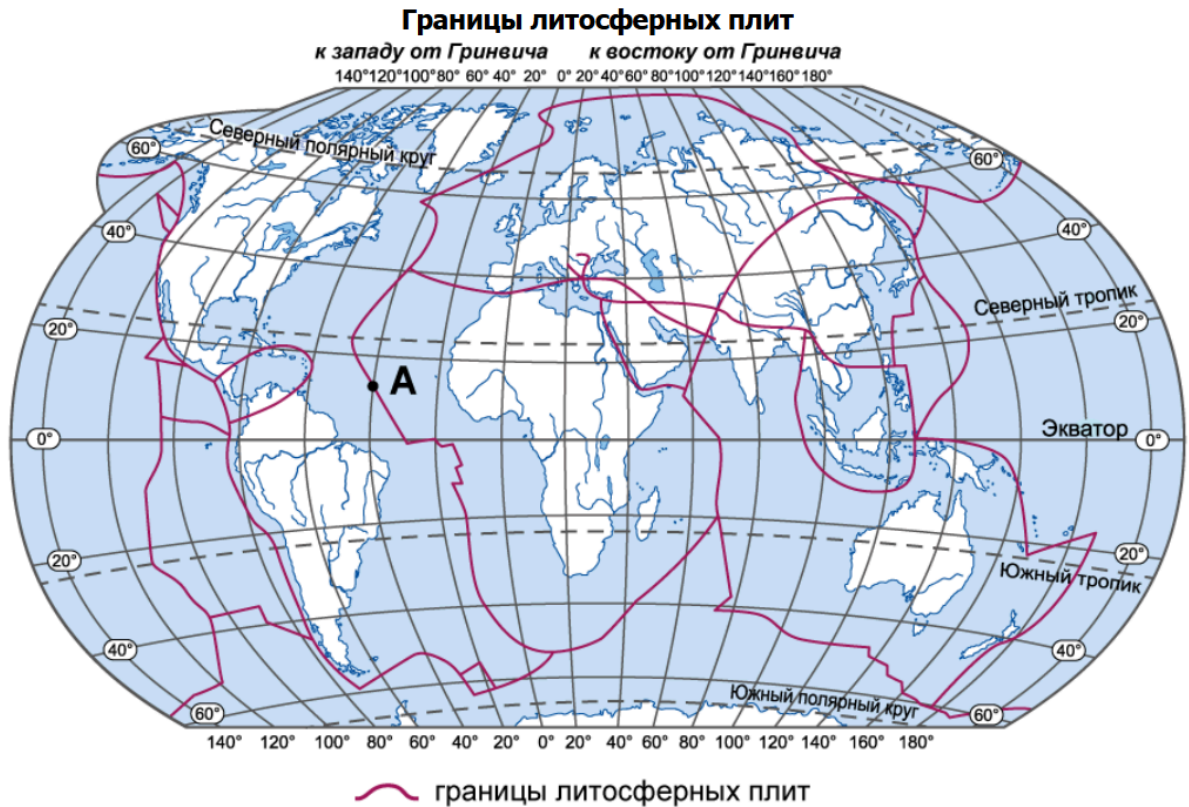 Границы литосферных плит
к западу от Гринвича к востоку от Гринвича
140°120°100°80° 60° 40° 20° 0° 20°40°60°80°100°120°140°160°180°
Северный полярный круг
60° 60°
40° 40°
Северный тропик
20° 20°
А
Экватор
0° 0°
20° 20°
Южный тропик
40° 40°
Южный полярный круг
60° 60°
140° 120° 100° 80° 60° 40° 20° 0° 20° 40° 60° 80° 100° 120° 140° 160° 180°
границы литосферных плит